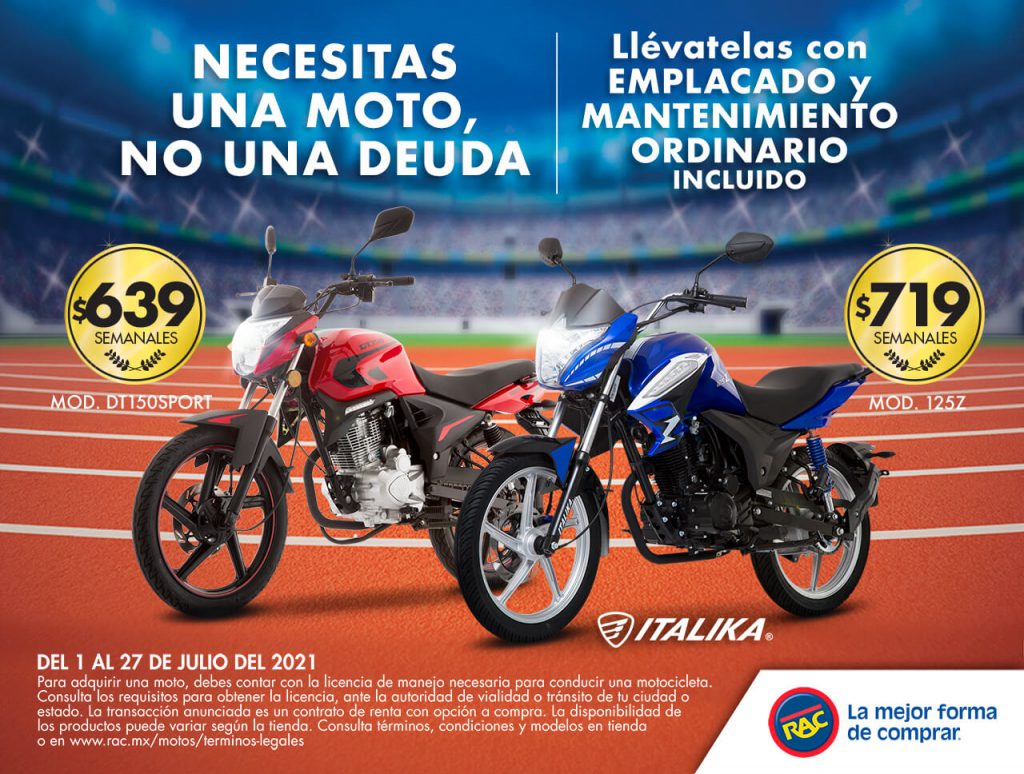 NECESITAS
UNA MOTO,
NO UNA DEUDA
Llévatelas con
EMPLACADO y
MANTENIMIENTO
ORDINARIO
INCLUIDO
$639
SEMANALES
MOD. DT150SPORT
$719
SEMANALES
MOD. 125Z
ITALIKA®
DEL 1 AL 27 DE JULIO DEL 2021
Para adquirir una moto, debes contar con la licencia de manejo necesaria para conducir una motocicleta.
Consulta los requisitos para obtener la licencia, ante la autoridad de vialidad o tránsito de tu ciudad o
estado. La transacción anunciada es un contrato de renta con opción a compra. La disponibilidad de
los productos puede variar según la tienda. Consulta términos, condiciones y modelos en tienda
o en www.rac.mx/motos/terminos-legales
RAC
La mejor forma
de comprar.